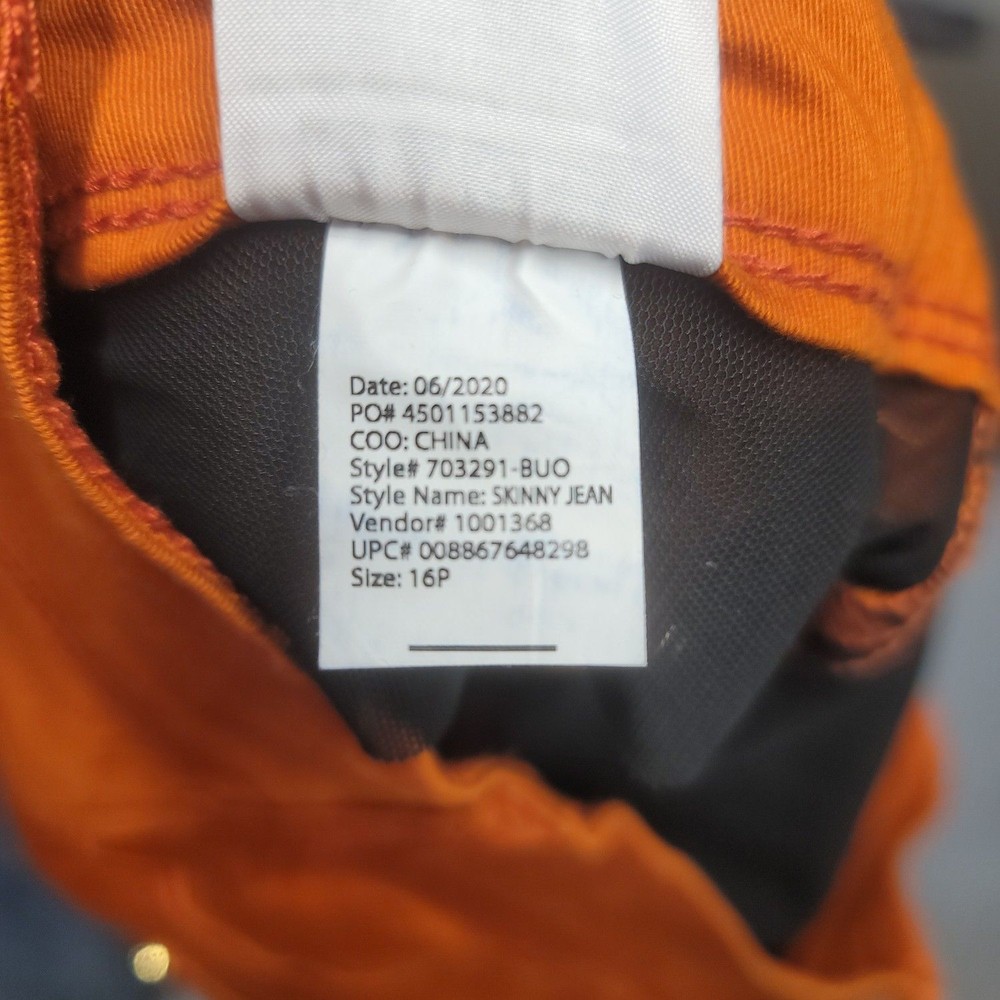 Date: 06/2020
PO# 4501153882
COO: CHINA
Style# 703291-BUO
Style Name: SKINNY JEAN
Vendor# 1001368
UPC# 008867648298
Size: 16P